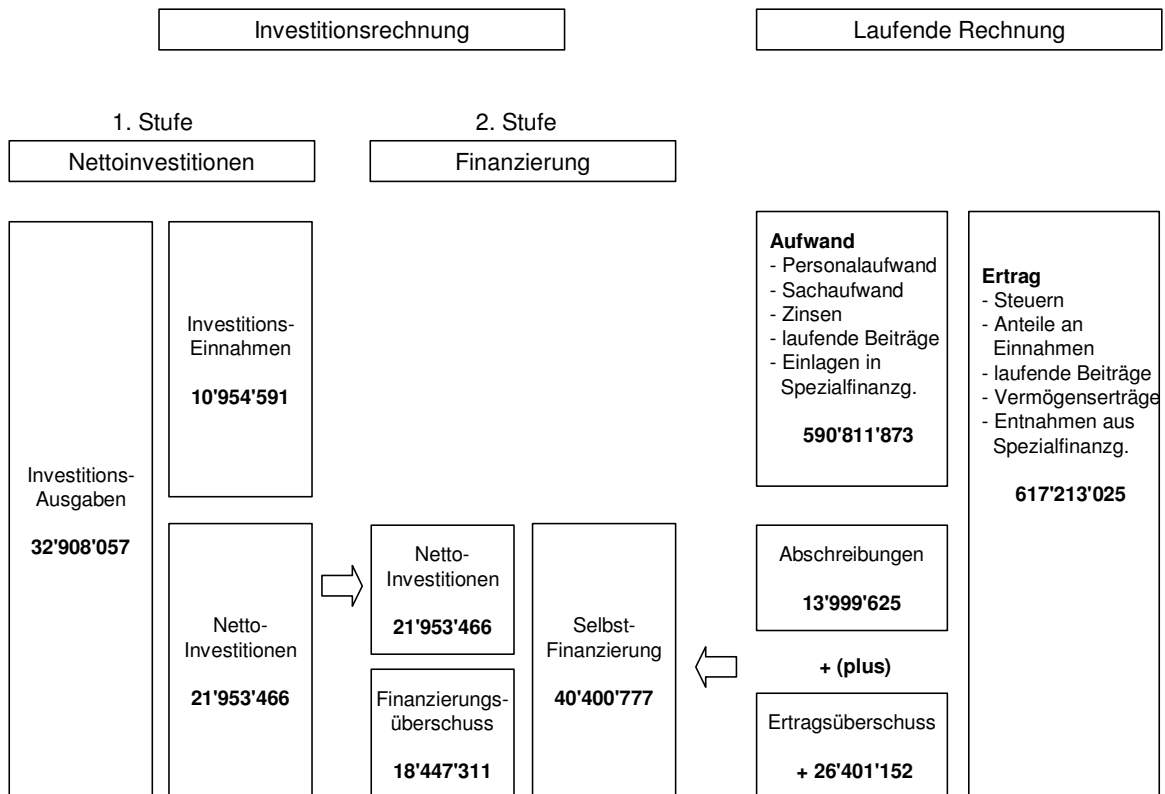 Investitionsrechnung
Laufende Rechnung
1. Stufe
2. Stufe
Nettoinvestitionen
Finanzierung
Investitions-
Ausgaben
32'908'057
Investitions-
Einnahmen
10'954'591
Netto-
Investitionen
21'953'466
Netto-
Investitionen
21'953'466
Finanzierungs-
überschuss
18'447'311
Selbst-
Finanzierung
40'400'777
Aufwand
- Personalaufwand
- Sachaufwand
- Zinsen
- laufende Beiträge
- Einlagen in
Spezialfinanzg.
590'811'873
Abschreibungen
13'999'625
+ (plus)
Ertragsüberschuss
+ 26'401'152
Ertrag
- Steuern
- Anteile an
Einnahmen
- laufende Beiträge
- Vermögenserträge
- Entnahmen aus
Spezialfinanzg.
617'213'025